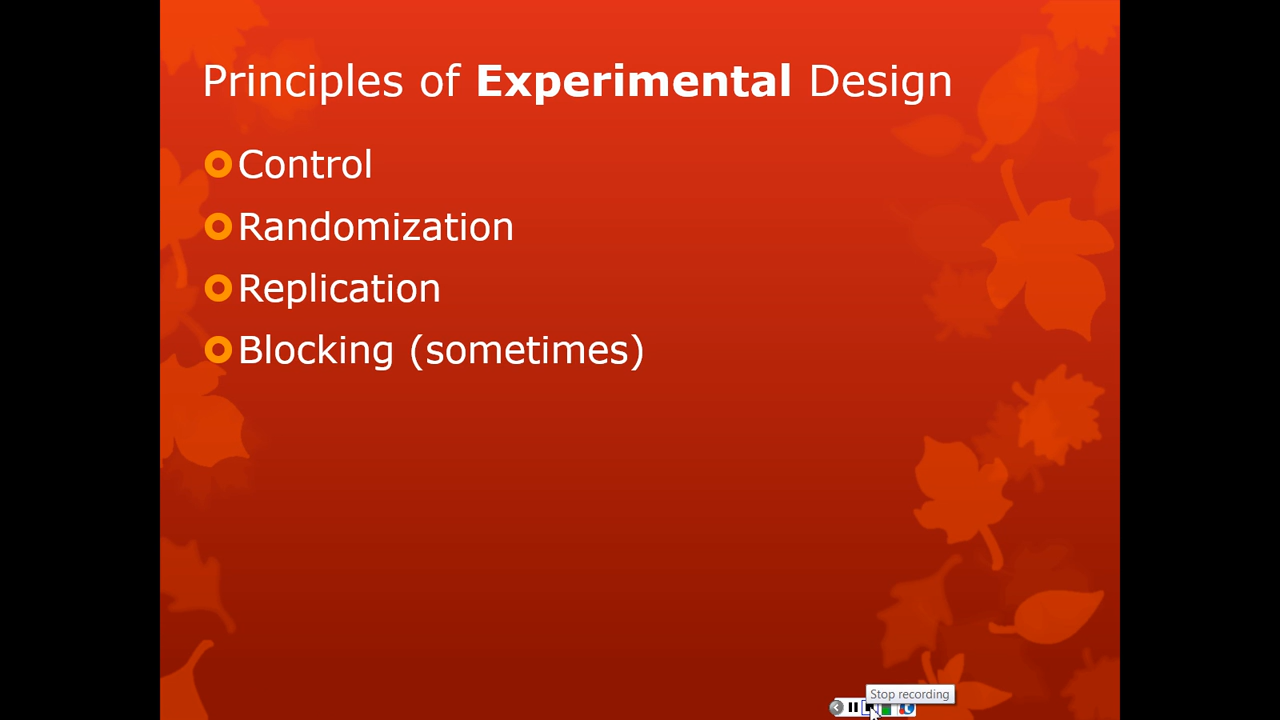 Principles of Experimental Design
Control
Randomization
Replication
Blocking (sometimes)
Stop recording